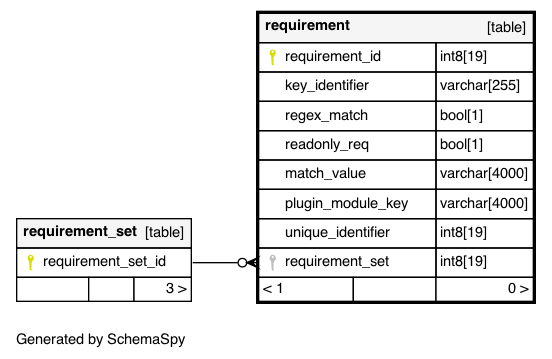 requirement [table]
requirement_id int8[19]
key_identifier varchar[255]
regex_match bool[1]
readonly_req bool[1]
match_value varchar[4000]
plugin_module_key varchar[4000]
unique_identifier int8[19]
requirement_set int8[19]
< 1 0 >
requirement_set [table]
requirement_set_id
3 >
Generated by SchemaSpy